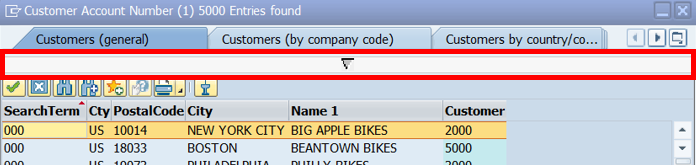 Customer Account Number (1) 5000 Entries found
Customers (general) Customers (by company code) Customers by country/co...
SearchTerm Cty PostalCode City Name 1 Customer
000 US 10014 NEW YORK CITY BIG APPLE BIKES 2000
000 US 18033 BOSTON BEANTOWN BIKES 5000
000 US 19073 PHILADELPHIA PHILLY BIKES 3000